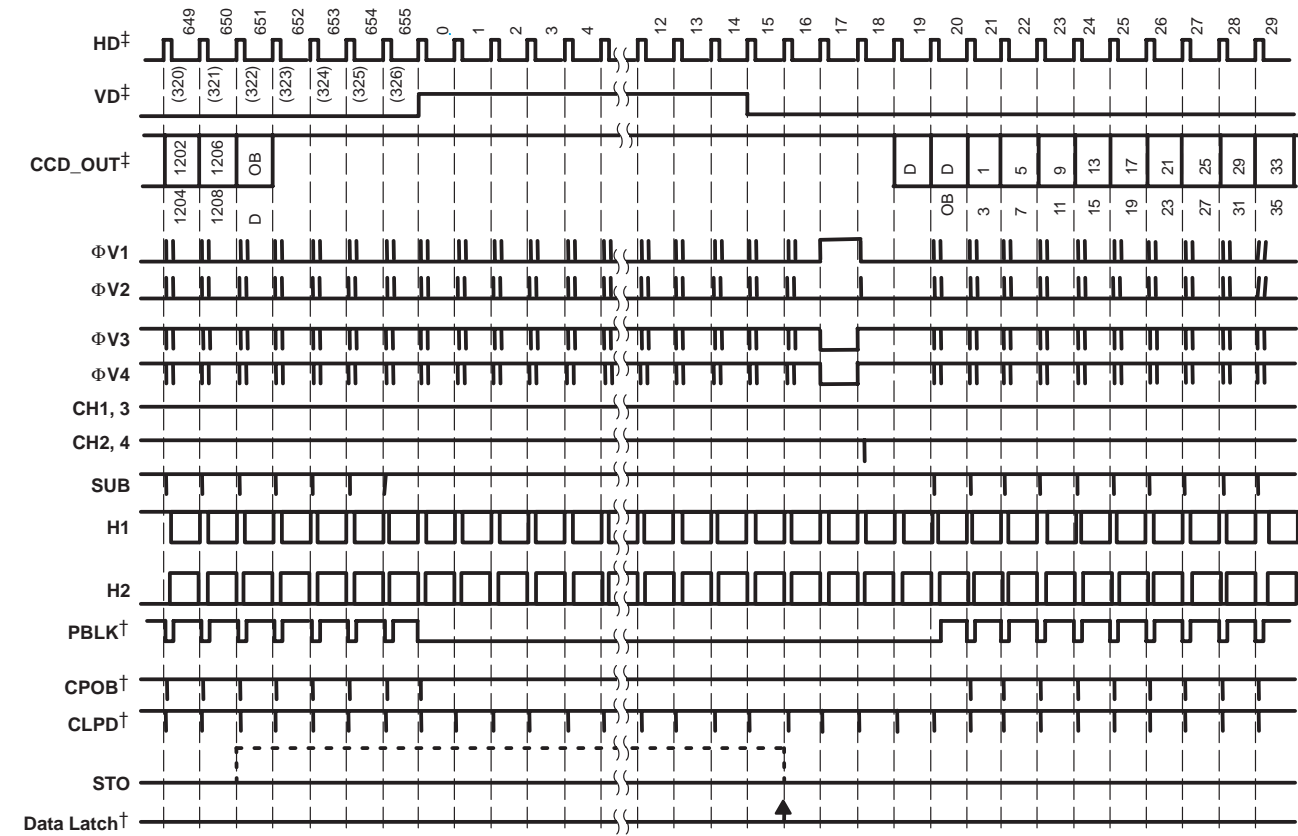 649 650 651 652 653 654 655 0 1 2 3 4 12 13 14 15 16 17 18 19 20 21 22 23 24 25 26 27 28 29
HD‡
(320) (321) (322) (323) (324) (325) (326)
VD‡
CCD_OUT‡ 1202 1206 OB D D 1 5 9 13 17 21 25 29 33
1204 1208 D OB 3 7 11 15 19 23 27 31 35
ΦV1
ΦV2
ΦV3
ΦV4
CH1, 3
CH2, 4
SUB
H1
H2
PBLK†
CPOB†
CLPD†
STO
Data Latch†